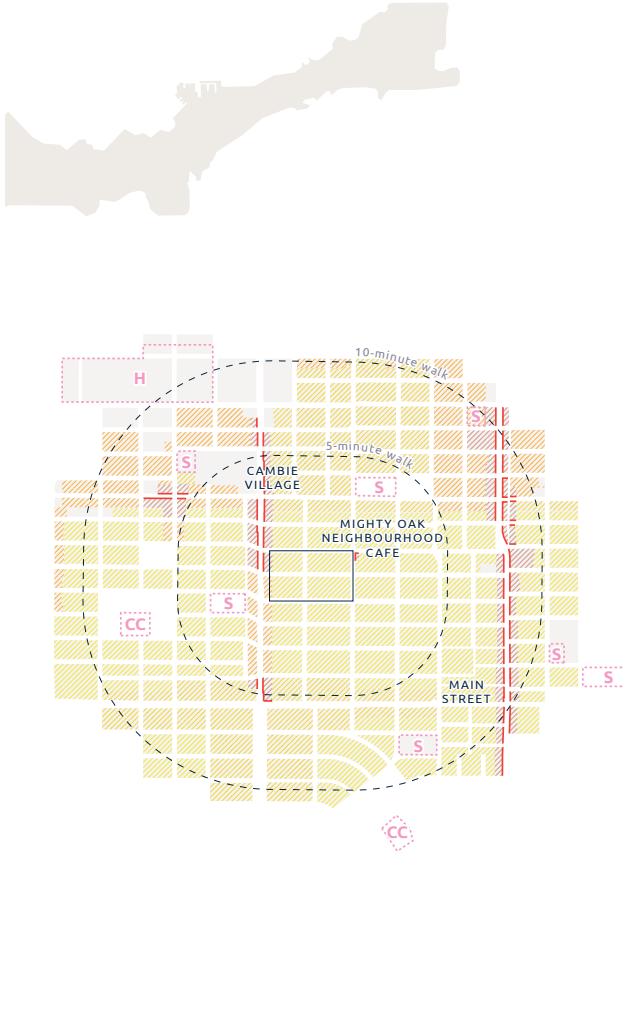 10-minute walk
H
S
5-minute walk
S
CAMBIE
VILLAGE
S
MIGHTY OAK
NEIGHBOURHOOD
CAFE
S
CC
S
S
MAIN
STREET
S
CC